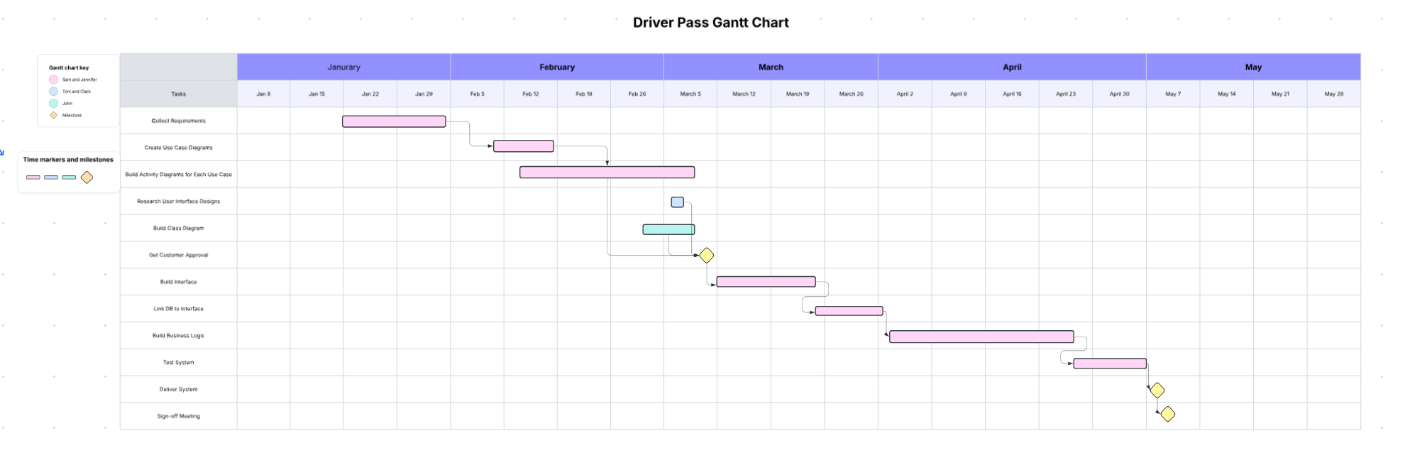 Driver Pass Gantt Chart
Gantt chart key
Sam and Jennifer
Toni and Clark
John
Milestone
Time markers and milestones
Janurary February March April May
Tasks Jan 8 Jan 15 Jan 22 Jan 29 Feb 5 Feb 12 Feb 19 Feb 26 March 5 March 12 March 19 March 26 April 2 April 9 April 16 April 23 April 30 May 7 May 14 May 21 May 28
Collect Requirements
Create Use Case Diagrams
Build Activity Diagrams for Each Use Case
Research User Interface Designs
Build Class Diagram
Get Customer Approval
Build Interface
Link DB to Interface
Build Business Logic
Test System
Deliver System
Sign-off Meeting